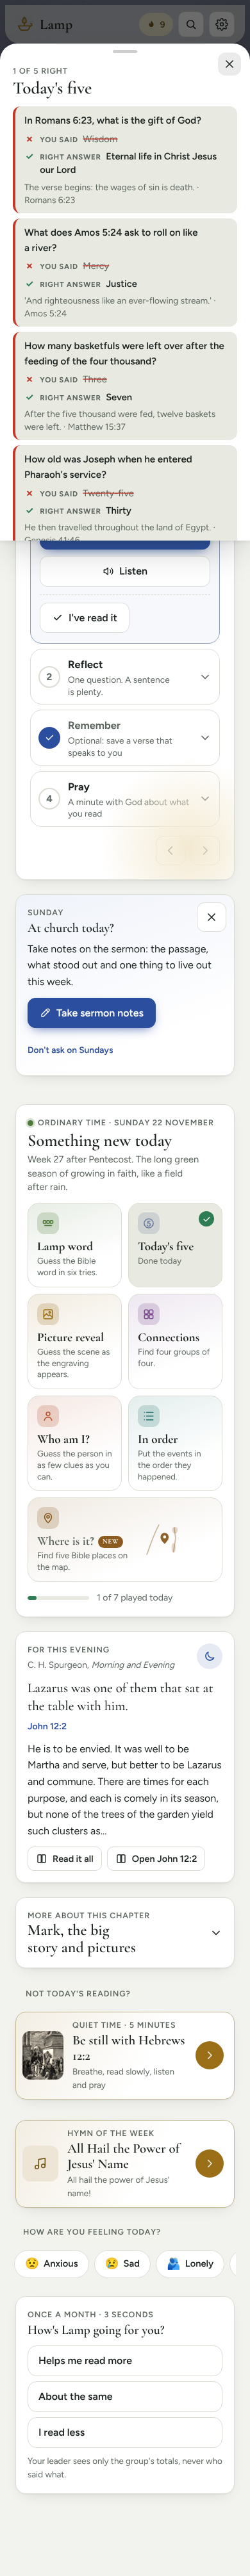 Lamp
9
1 OF 5 RIGHT
Today's five
In Romans 6:23, what is the gift of God?
YOU SAID Wisdom
RIGHT ANSWER Eternal life in Christ Jesus
our Lord
The verse begins: the wages of sin is death. ·
Romans 6:23
What does Amos 5:24 ask to roll on like
a river?
YOU SAID Mercy
RIGHT ANSWER Justice
'And righteousness like an ever-flowing stream.' ·
Amos 5:24
How many basketfuls were left over after the
feeding of the four thousand?
YOU SAID Three
RIGHT ANSWER Seven
After the five thousand were fed, twelve baskets
were left. · Matthew 15:37
How old was Joseph when he entered
Pharaoh's service?
YOU SAID Twenty-five
RIGHT ANSWER Thirty
He then travelled throughout the land of Egypt. ·
Genesis 41:46
Listen
I've read it
2
Reflect
One question. A sentence
is plenty.
Remember
Optional: save a verse that
speaks to you
4
Pray
A minute with God about what
you read
SUNDAY
At church today?
Take notes on the sermon: the passage,
what stood out and one thing to live out
this week.
Take sermon notes
Don't ask on Sundays
ORDINARY TIME · SUNDAY 22 NOVEMBER
Something new today
Week 27 after Pentecost. The long green
season of growing in faith, like a field
after rain.
Lamp word
Guess the Bible
word in six tries.
5
Today's five
Done today
Picture reveal
Guess the scene as
the engraving
appears.
Connections
Find four groups of
four.
Who am I?
Guess the person in
as few clues as you
can.
In order
Put the events in
the order they
happened.
Where is it? NEW
Find five Bible places on
the map.
1 of 7 played today
FOR THIS EVENING
C. H. Spurgeon, Morning and Evening
Lazarus was one of them that sat at
the table with him.
John 12:2
He is to be envied. It was well to be
Martha and serve, but better to be Lazarus
and commune. There are times for each
purpose, and each is comely in its season,
but none of the trees of the garden yield
such clusters as…
Read it all
Open John 12:2
MORE ABOUT THIS CHAPTER
Mark, the big
story and pictures
NOT TODAY'S READING?
QUIET TIME · 5 MINUTES
Be still with Hebrews
12:2
Breathe, read slowly, listen
and pray
HYMN OF THE WEEK
All Hail the Power of
Jesus' Name
All hail the power of Jesus'
name!
HOW ARE YOU FEELING TODAY?
Anxious
Sad
Lonely
ONCE A MONTH · 3 SECONDS
How's Lamp going for you?
Helps me read more
About the same
I read less
Your leader sees only the group's totals, never who
said what.